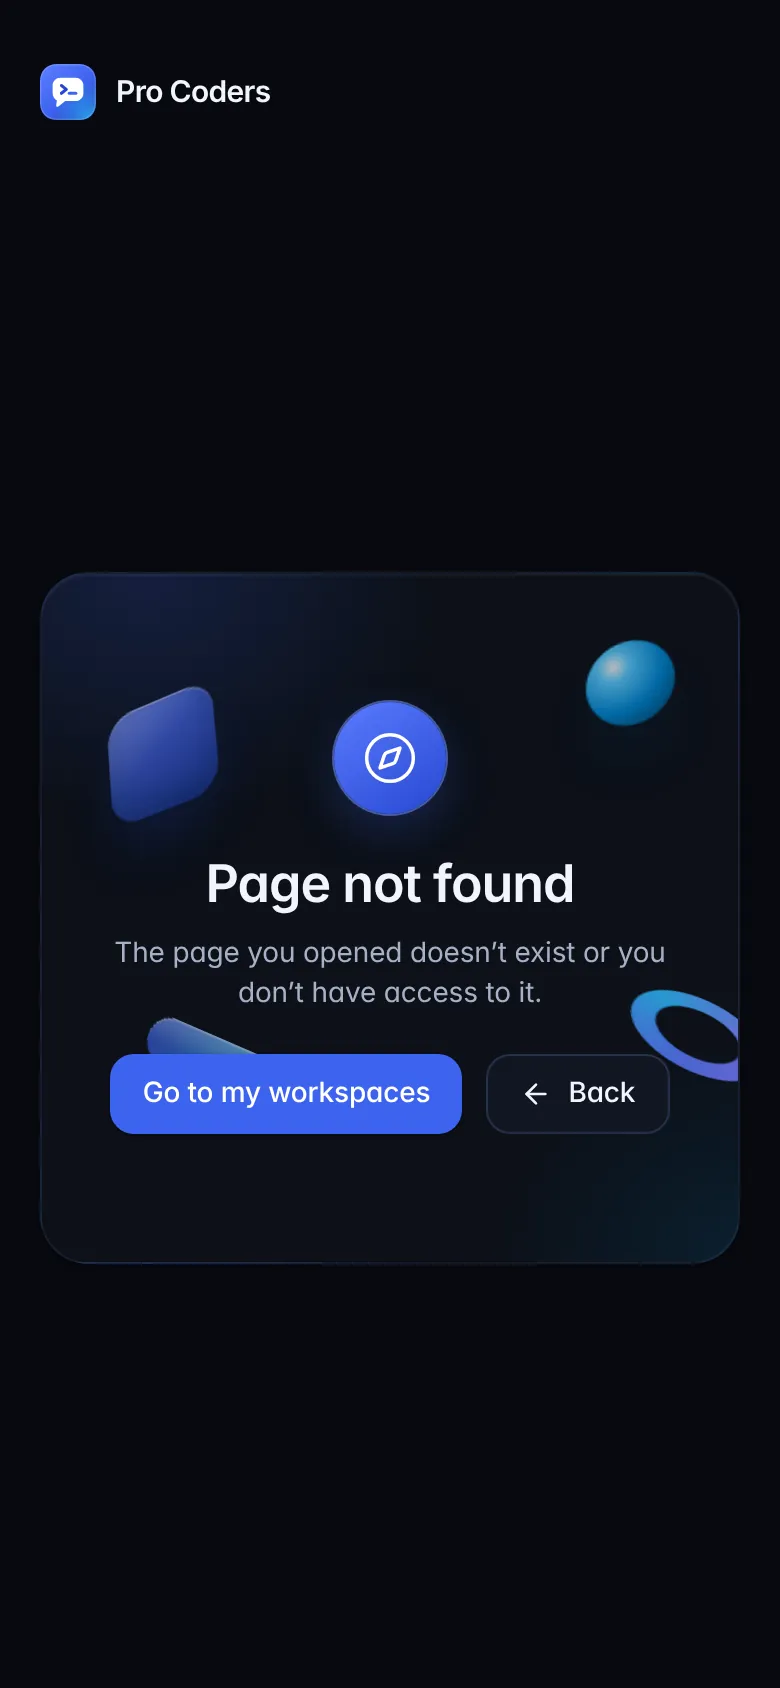 Pro Coders
Page not found
The page you opened doesn’t exist or you
don’t have access to it.
Go to my workspaces
Back